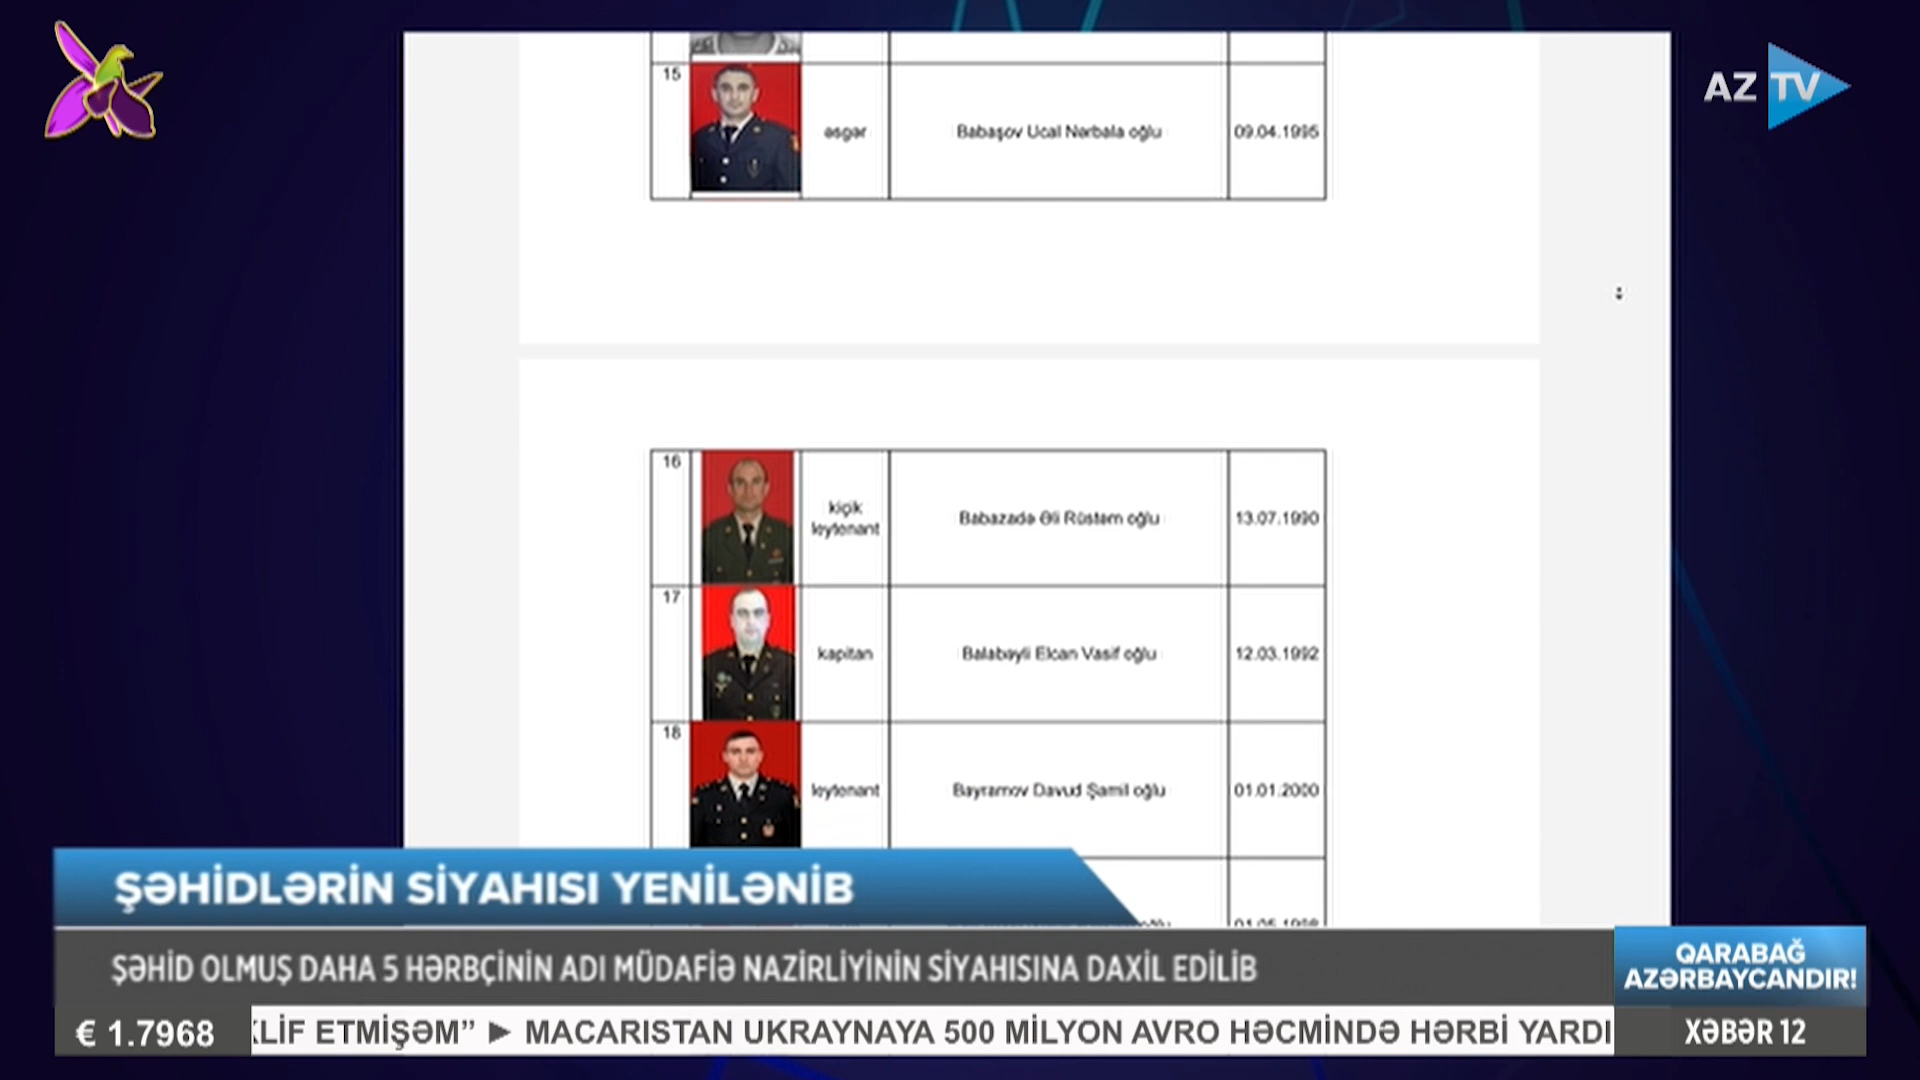 AZ TV
15
əsgər
Babaşov Ucal Nərbala oğlu
09.04.1995
16
kiçik
leytenant
Babazadə Əli Rüstəm oğlu
13.07.1990
17
kapitan
Balabəyli Elcan Vasif oğlu
12.03.1992
18
leytenant
Bayramov Davud Şamil oğlu
01.01.2000
ŞƏHİDLƏRİN SİYAHISI YENİLƏNİB
ŞƏHİD OLMUŞ DAHA 5 HƏRBÇİNİN ADI MÜDAFİƏ NAZİRLİYİNİN SİYAHISINA DAXİL EDİLİB
QARABAĞ
AZƏRBAYCANDIR!
€ 1.7968
KLİF ETMİŞƏM” ► MACARISTAN UKRAYNAYA 500 MİLYON AVRO HƏCMİNDƏ HƏRBİ YARDI
XƏBƏR 12